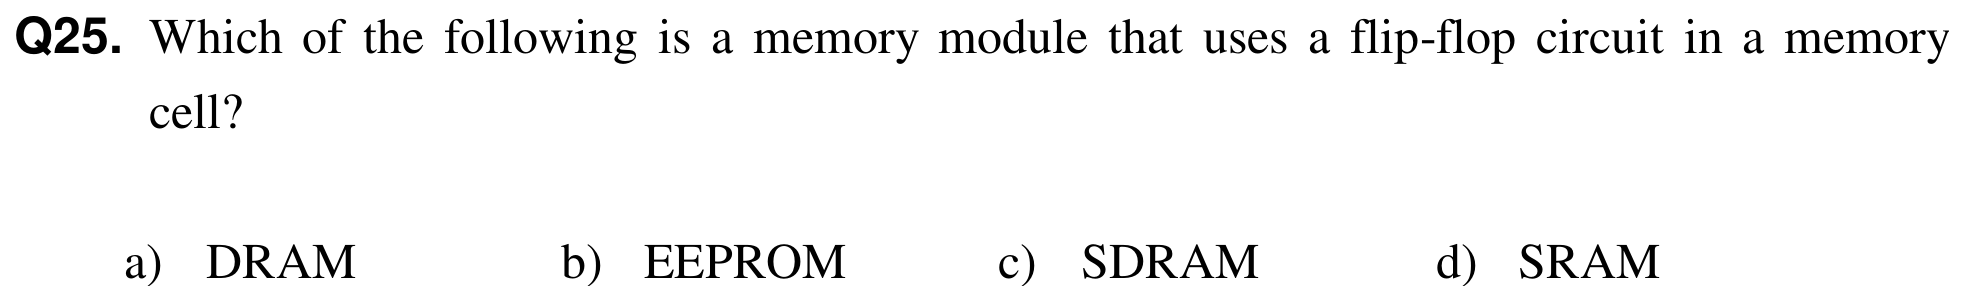 Q25. Which of the following is a memory module that uses a flip-flop circuit in a memory
cell?
a) DRAM b) EEPROM c) SDRAM d) SRAM